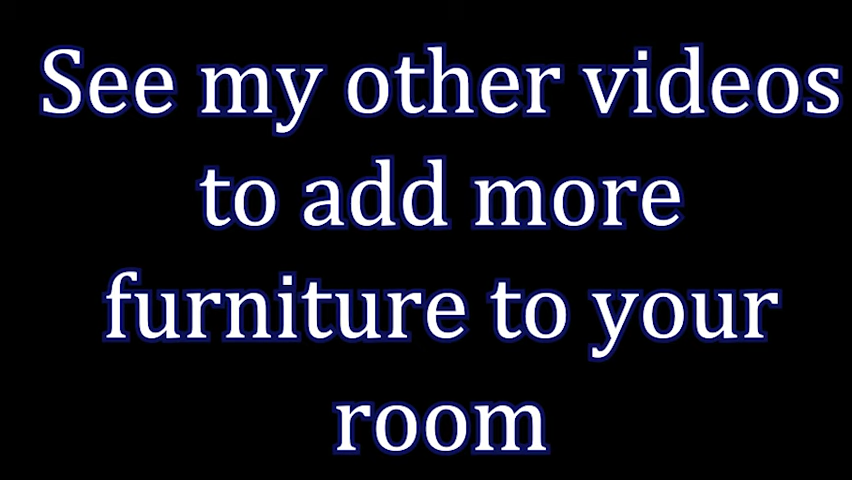 See my other videos
to add more
furniture to your
room